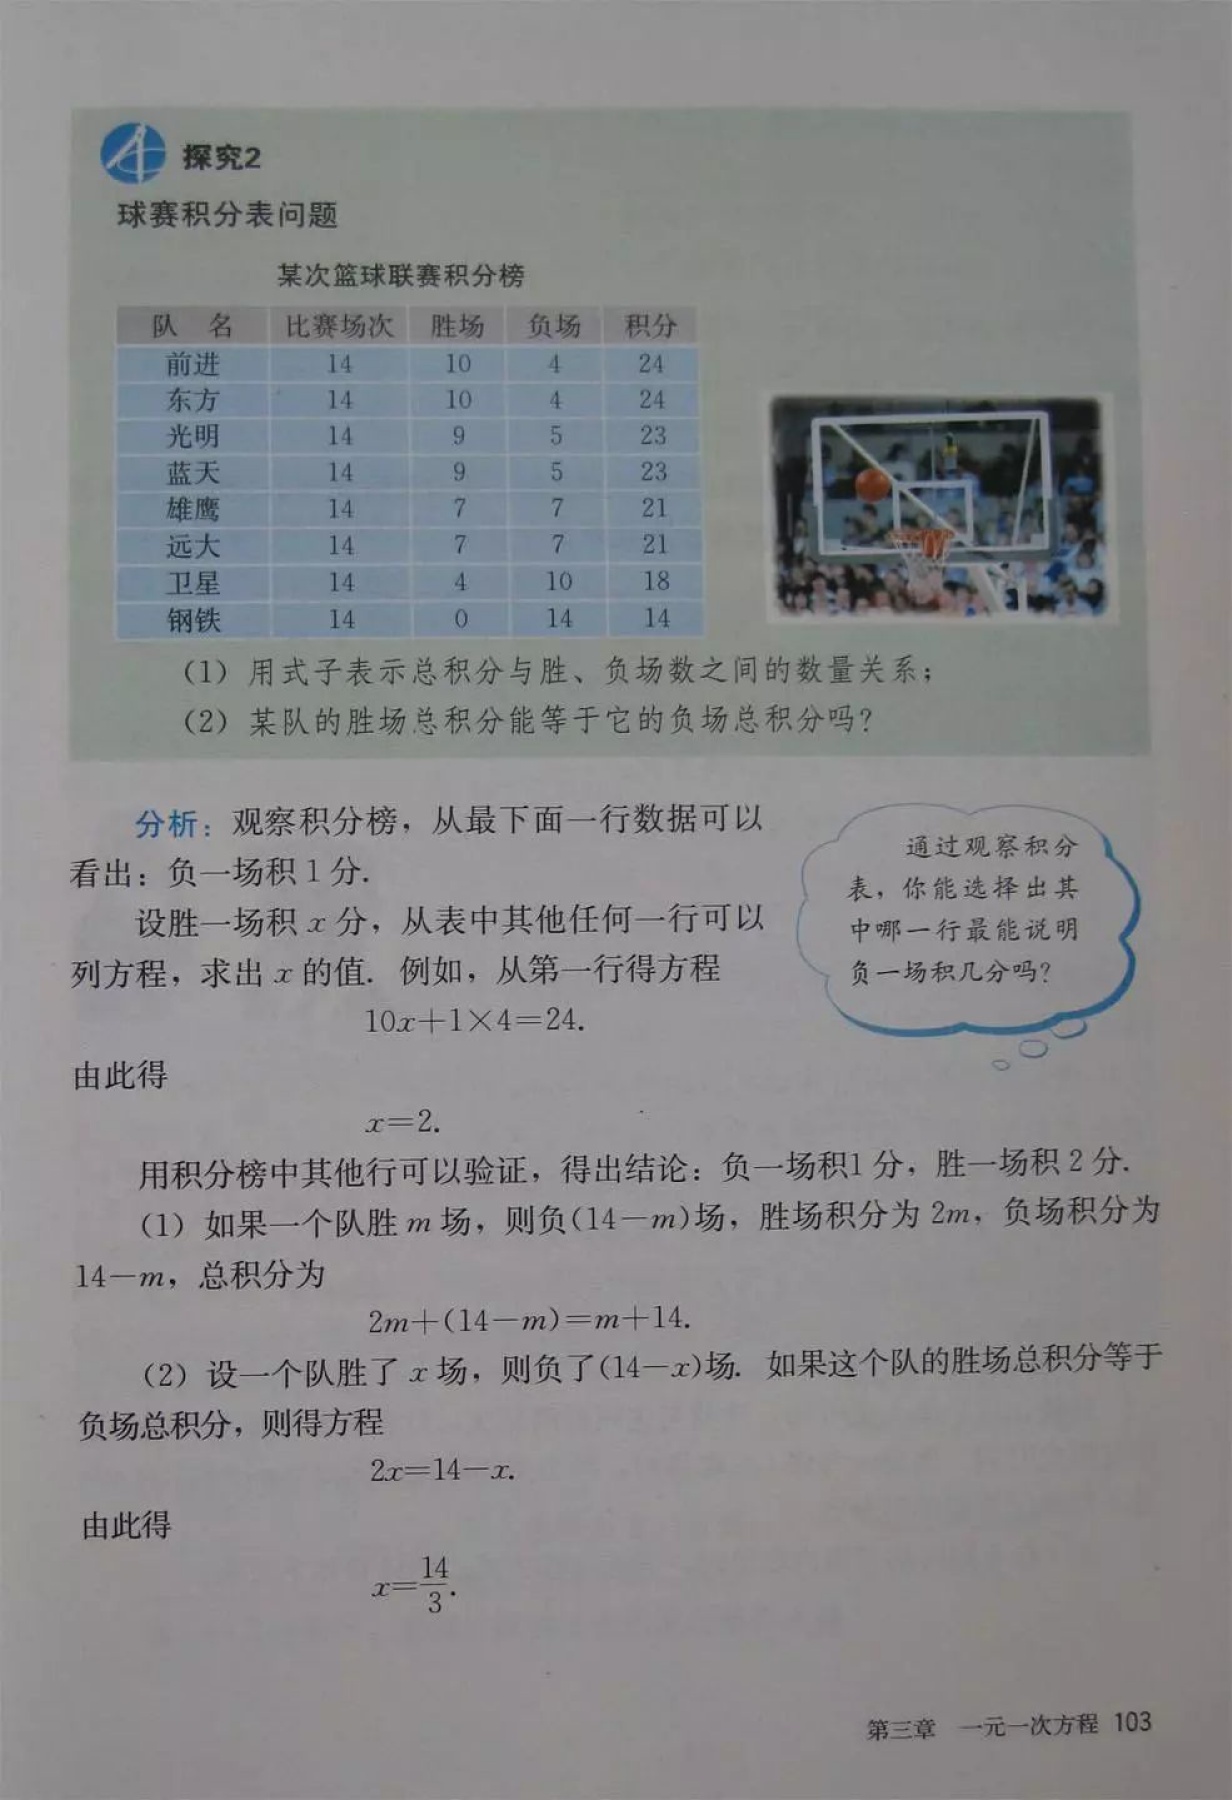 探究2
球赛积分表问题
某次篮球联赛积分榜
队 名 比赛场次 胜场 负场 积分
前进 14 10 4 24
东方 14 10 4 24
光明 14 9 5 23
蓝天 14 9 5 23
雄鹰 14 7 7 21
远大 14 7 7 21
卫星 14 4 10 18
钢铁 14 0 14 14
(1) 用式子表示总积分与胜、负场数之间的数量关系;
(2) 某队的胜场总积分能等于它的负场总积分吗?
分析: 观察积分榜, 从最下面一行数据可以
看出: 负一场积 1 分.
设胜一场积 x 分, 从表中其他任何一行可以
列方程, 求出 x 的值. 例如, 从第一行得方程
10x+1×4=24.
由此得
x=2.
通过观察积分
表, 你能选择出其
中哪一行最能说明
负一场积几分吗?
用积分榜中其他行可以验证, 得出结论: 负一场积1 分, 胜一场积 2 分.
(1) 如果一个队胜 m 场, 则负(14-m)场, 胜场积分为 2m, 负场积分为
14-m, 总积分为
2m+(14-m)=m+14.
(2) 设一个队胜了 x 场, 则负了(14-x)场. 如果这个队的胜场总积分等于
负场总积分, 则得方程
2x=14-x.
由此得
x=14/3.
第三章 一元一次方程 103